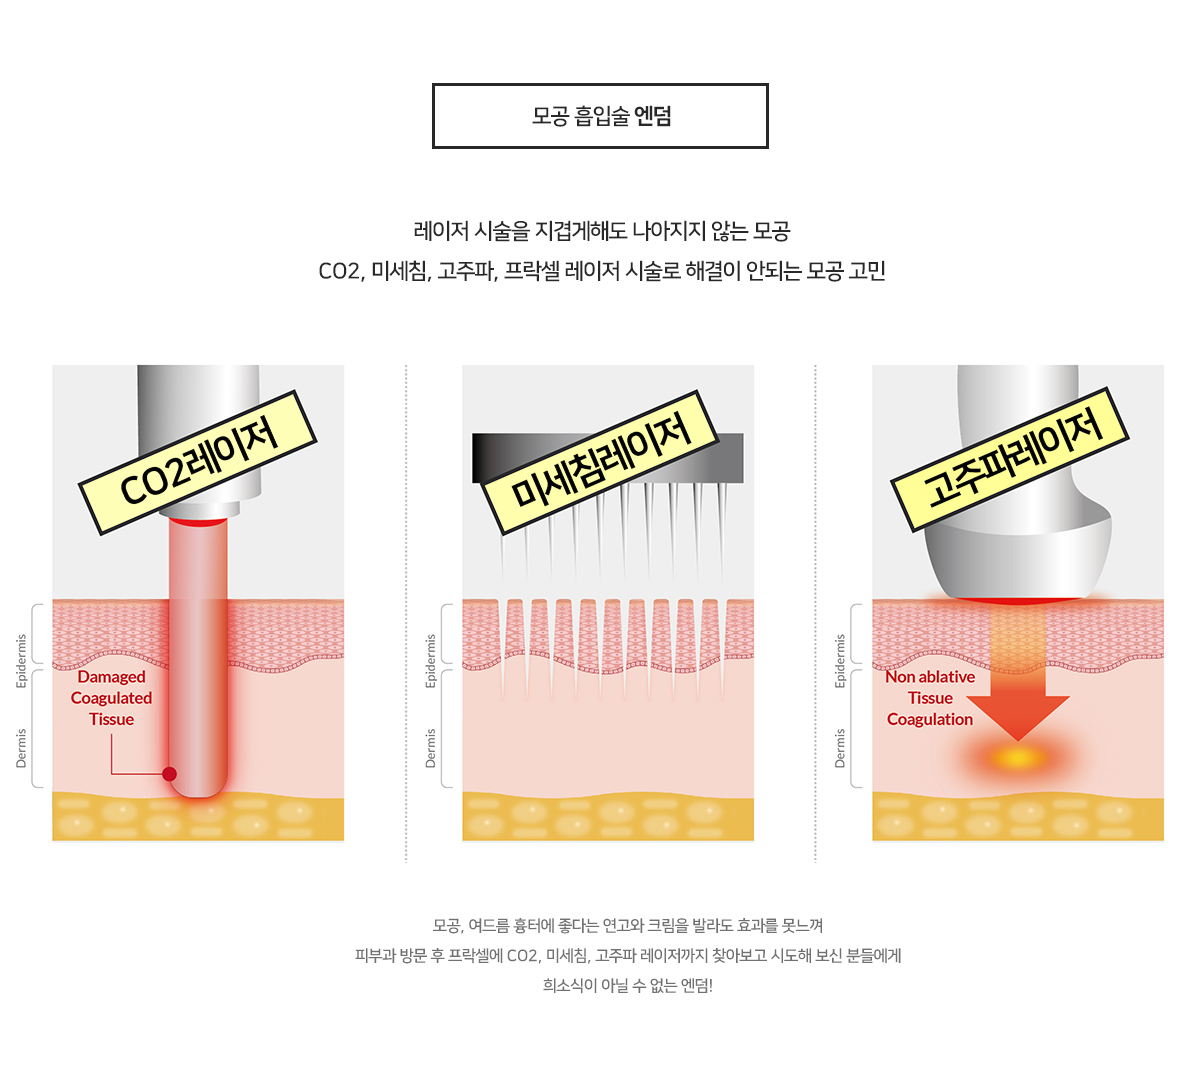 모공 흡입술 엔덤
레이저 시술을 지겹게해도 나아지지 않는 모공
CO2, 미세침, 고주파, 프락셀 레이저 시술로 해결이 안되는 모공 고민
CO2레이저
Epidermis
Dermis
Damaged
Coagulated
Tissue
미세침레이저
Epidermis
Dermis
고주파레이저
Epidermis
Dermis
Non ablative
Tissue
Coagulation
모공, 여드름 흉터에 좋다는 연고와 크림을 발라도 효과를 못느껴
피부과 방문 후 프락셀에 CO2, 미세침, 고주파 레이저까지 찾아보고 시도해 보신 분들에게
희소식이 아닐 수 없는 엔덤!